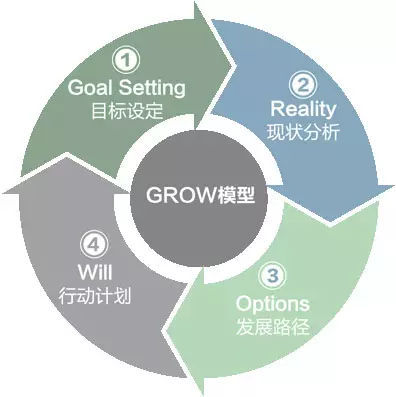 ①
Goal Setting
目标设定
②
Reality
现状分析
GROW模型
④
Will
行动计划
③
Options
发展路径